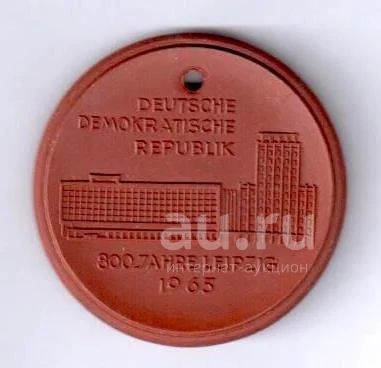 DEUTSCHE
DEMOKRATISCHE
REPUBLIK
au.ru
интернет-аукцион
800 JAHRE LEIPZIG
1965